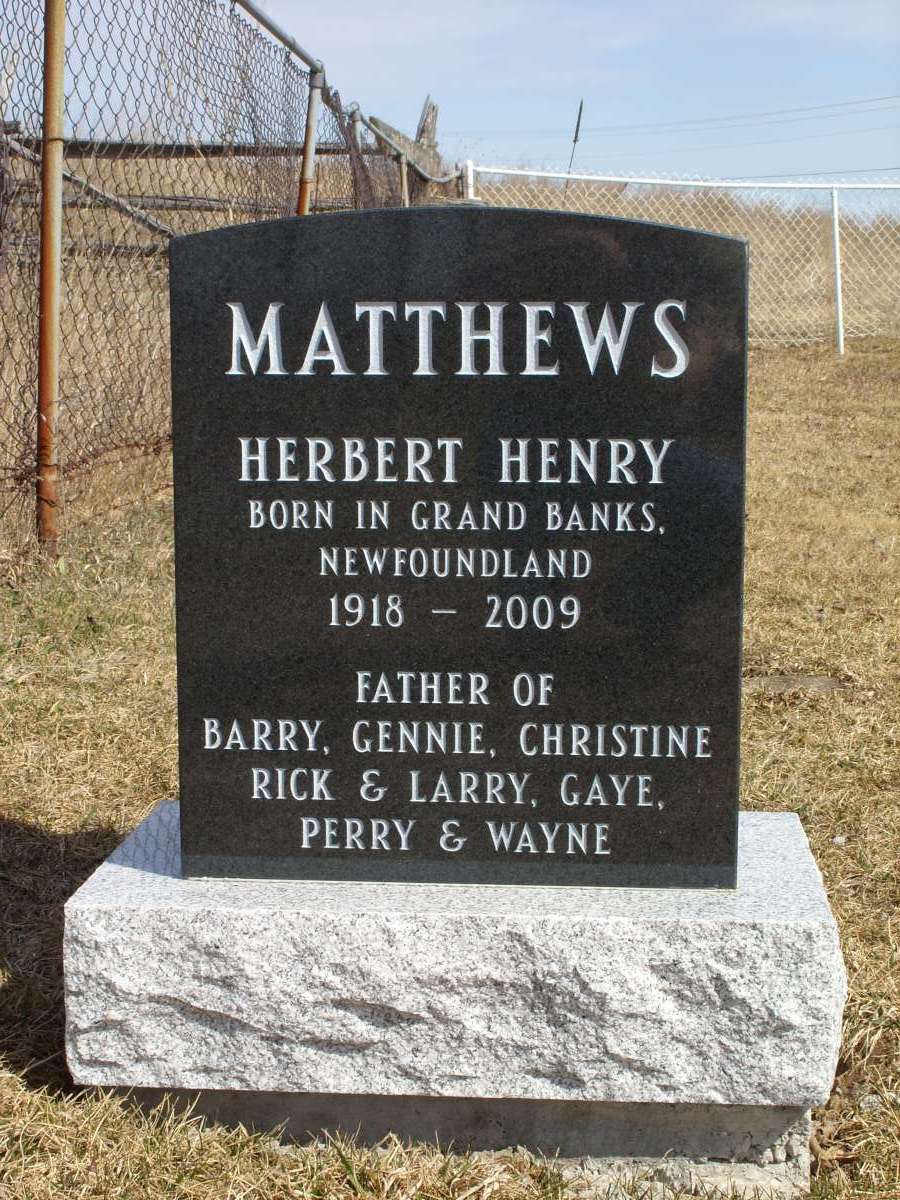 MATTHEWS
HERBERT HENRY
BORN IN GRAND BANKS,
NEWFOUNDLAND
1918 – 2009
FATHER OF
BARRY, GENNIE, CHRISTINE
RICK & LARRY, GAYE,
PERRY & WAYNE